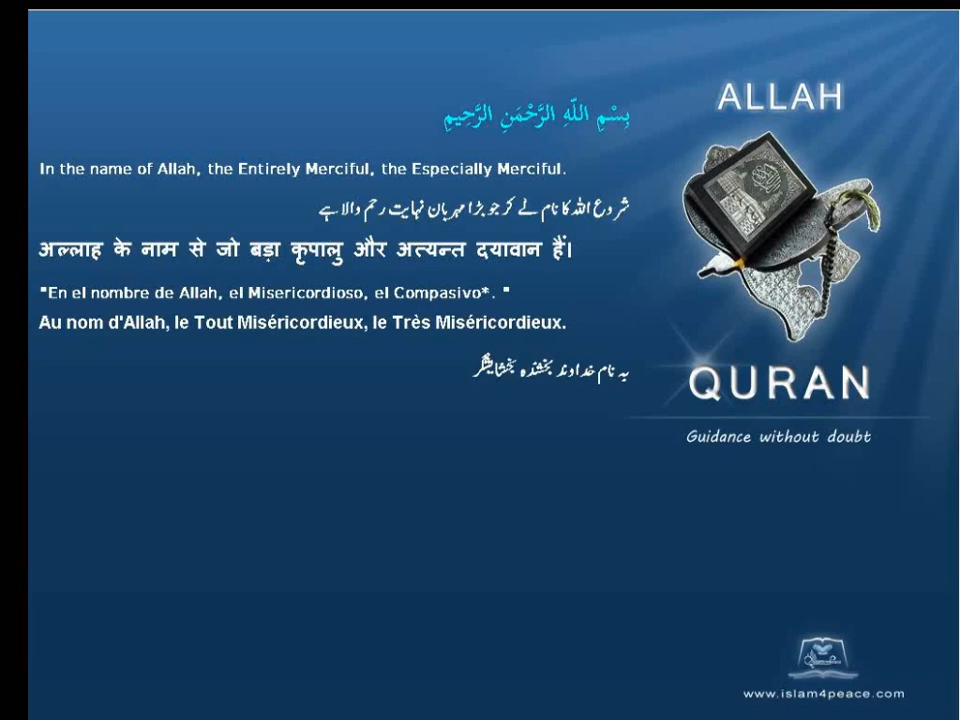 بِسْمِ اللَّهِ الرَّحْمَنِ الرَّحِيمِ
In the name of Allah, the Entirely Merciful, the Especially Merciful.
شروع اللہ کا نام لے کر جو بڑا مہربان نہایت رحم والا ہے
अल्लाह के नाम से जो बड़ा कृपालु और अत्यन्त दयावान हैं।
"En el nombre de Allah, el Misericordioso, el Compasivo*. "
Au nom d'Allah, le Tout Miséricordieux, le Très Miséricordieux.
به نام خداوند بخشنده بخشایشگر
ALLAH
QURAN
Guidance without doubt
www.islam4peace.com